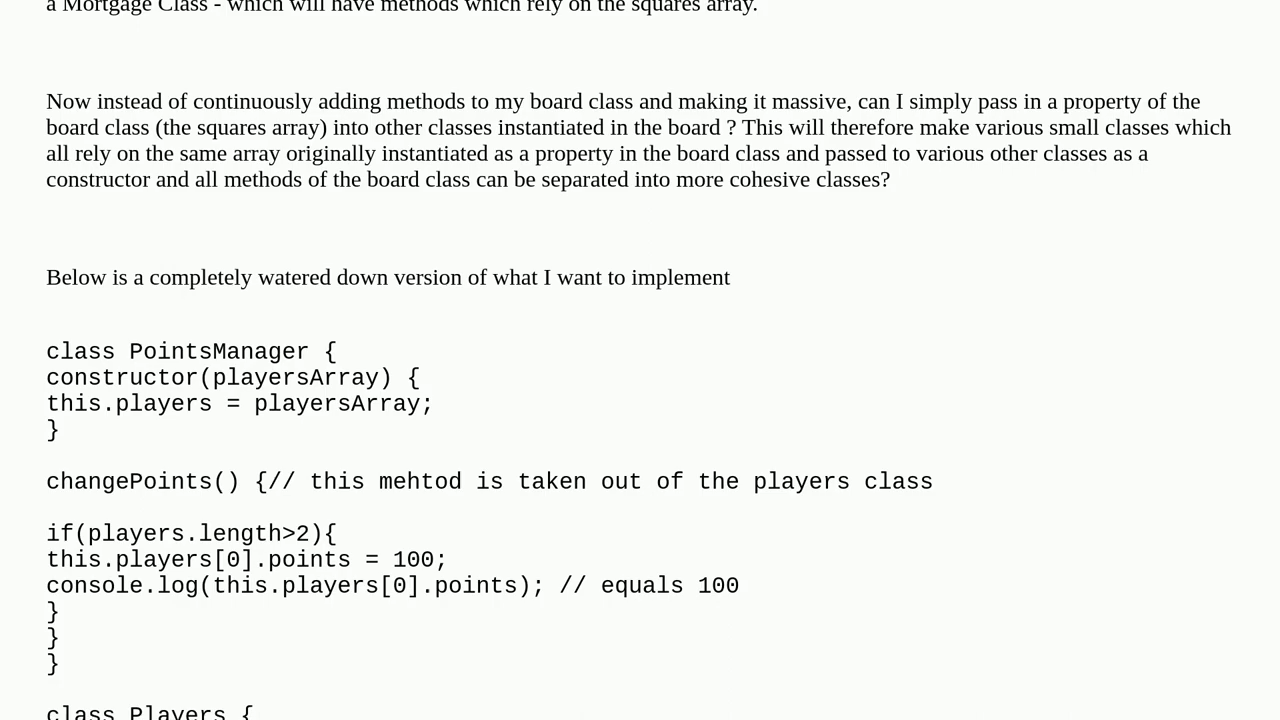 a Mortgage Class - which will have methods which rely on the squares array.
Now instead of continuously adding methods to my board class and making it massive, can I simply pass in a property of the
board class (the squares array) into other classes instantiated in the board ? This will therefore make various small classes which
all rely on the same array originally instantiated as a property in the board class and passed to various other classes as a
constructor and all methods of the board class can be separated into more cohesive classes?
Below is a completely watered down version of what I want to implement
class PointsManager {
constructor(playersArray) {
this.players = playersArray;
}
changePoints() {// this mehtod is taken out of the players class
if(players.length>2){
this.players[0].points = 100;
console.log(this.players[0].points); // equals 100
}
}
}
class Players {